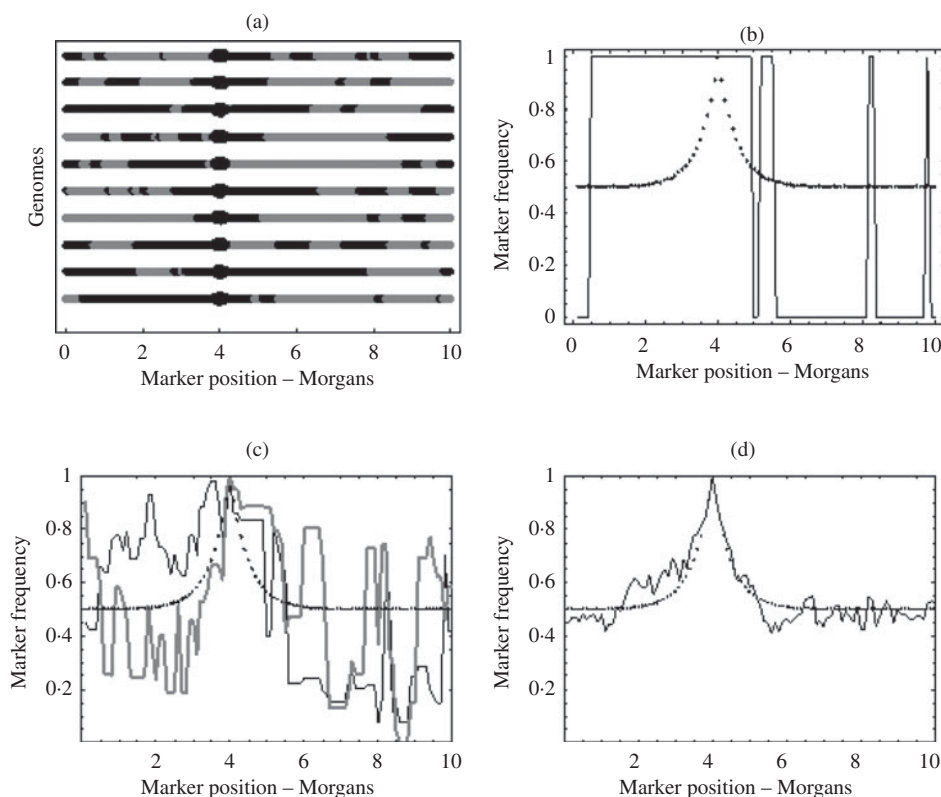 (a)
Genomes
0 2 4 6 8 10
Marker position – Morgans
(b)
Marker frequency
1
0·8
0·6
0·4
0·2
0
0 2 4 6 8 10
Marker position – Morgans
(c)
Marker frequency
1
0·8
0·6
0·4
0·2
2 4 6 8 10
Marker position – Morgans
(d)
Marker frequency
1
0·8
0·6
0·4
0·2
2 4 6 8 10
Marker position – Morgans